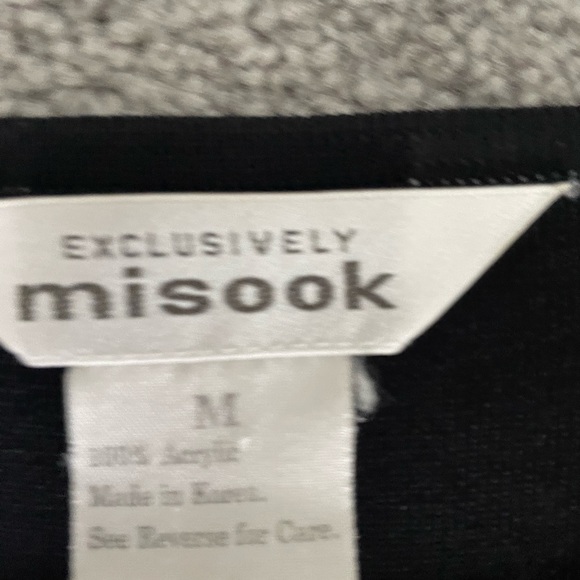 EXCLUSIVELY
misook
M
100% Acrylic
Made in Korea.
See Reverse for Care.